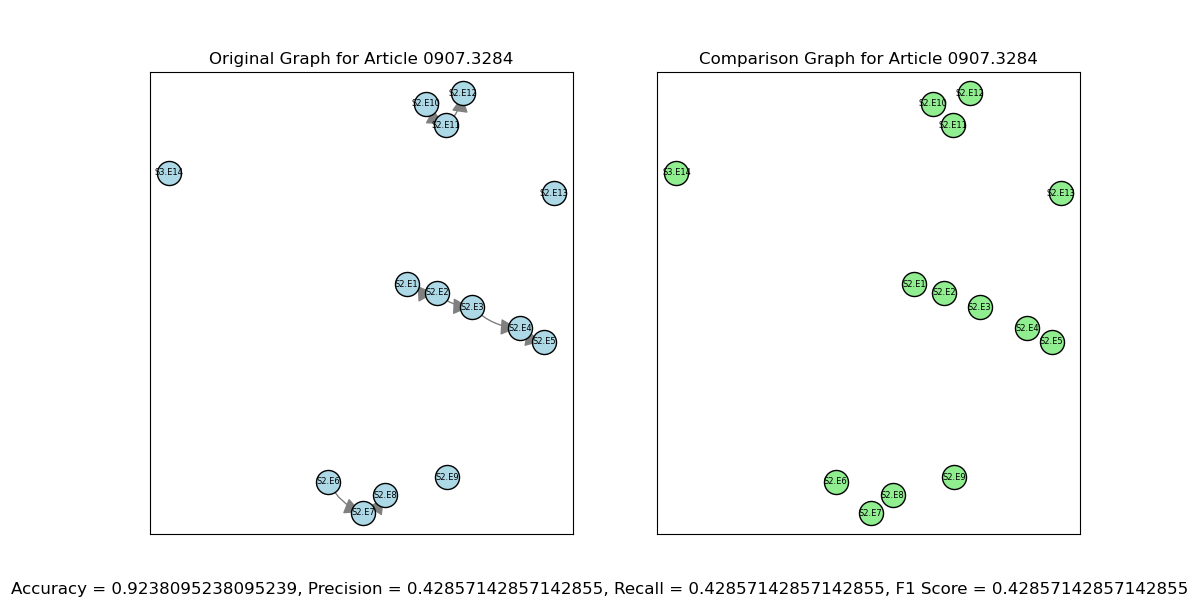 Original Graph for Article 0907.3284
S2.E10
S2.E12
S2.E11
S3.E14
S2.E13
S2.E1
S2.E2
S2.E3
S2.E4
S2.E5
S2.E6
S2.E7
S2.E8
S2.E9
Comparison Graph for Article 0907.3284
S2.E10
S2.E12
S2.E11
S3.E14
S2.E13
S2.E1
S2.E2
S2.E3
S2.E4
S2.E5
S2.E6
S2.E7
S2.E8
S2.E9
Accuracy = 0.9238095238095239, Precision = 0.42857142857142855, Recall = 0.42857142857142855, F1 Score = 0.42857142857142855